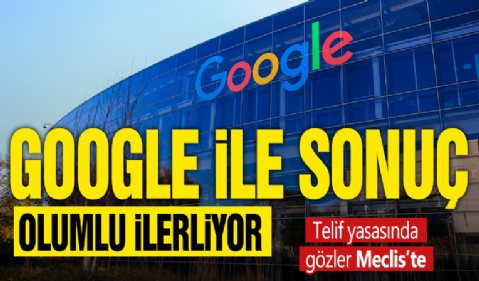 Google
GOOGLE İLE SONUÇ
OLUMLU İLERLİYOR
Telif yasasında
gözler Meclis'te